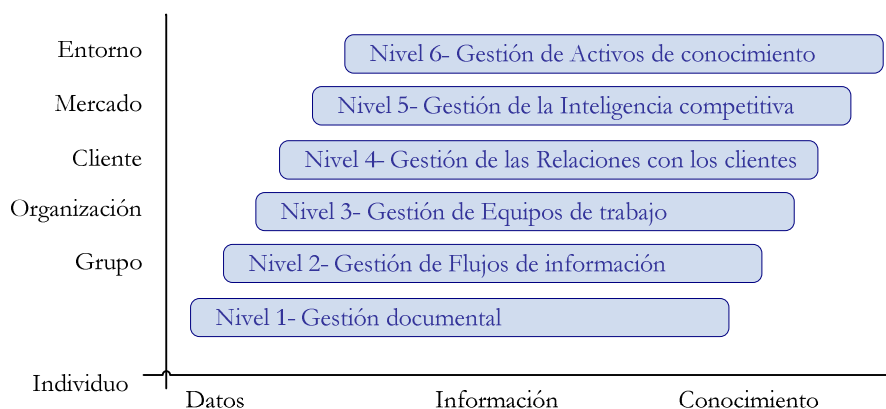 Entorno
Nivel 6- Gestión de Activos de conocimiento
Mercado
Nivel 5- Gestión de la Inteligencia competitiva
Cliente
Nivel 4- Gestión de las Relaciones con los clientes
Organización
Nivel 3- Gestión de Equipos de trabajo
Grupo
Nivel 2- Gestión de Flujos de información
Nivel 1- Gestión documental
Individuo
Datos
Información
Conocimiento